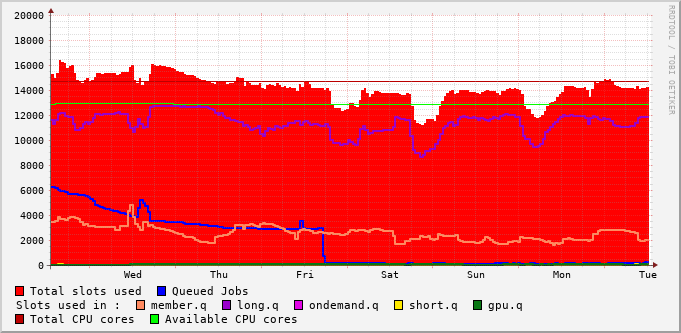 20000
18000
16000
14000
12000
10000
8000
6000
4000
2000
0
Wed Thu Fri Sat Sun Mon Tue
Total slots used Queued Jobs
Slots used in : member.q long.q ondemand.q short.q gpu.q
Total CPU cores Available CPU cores
RRDTOOL / TOBI OETIKER